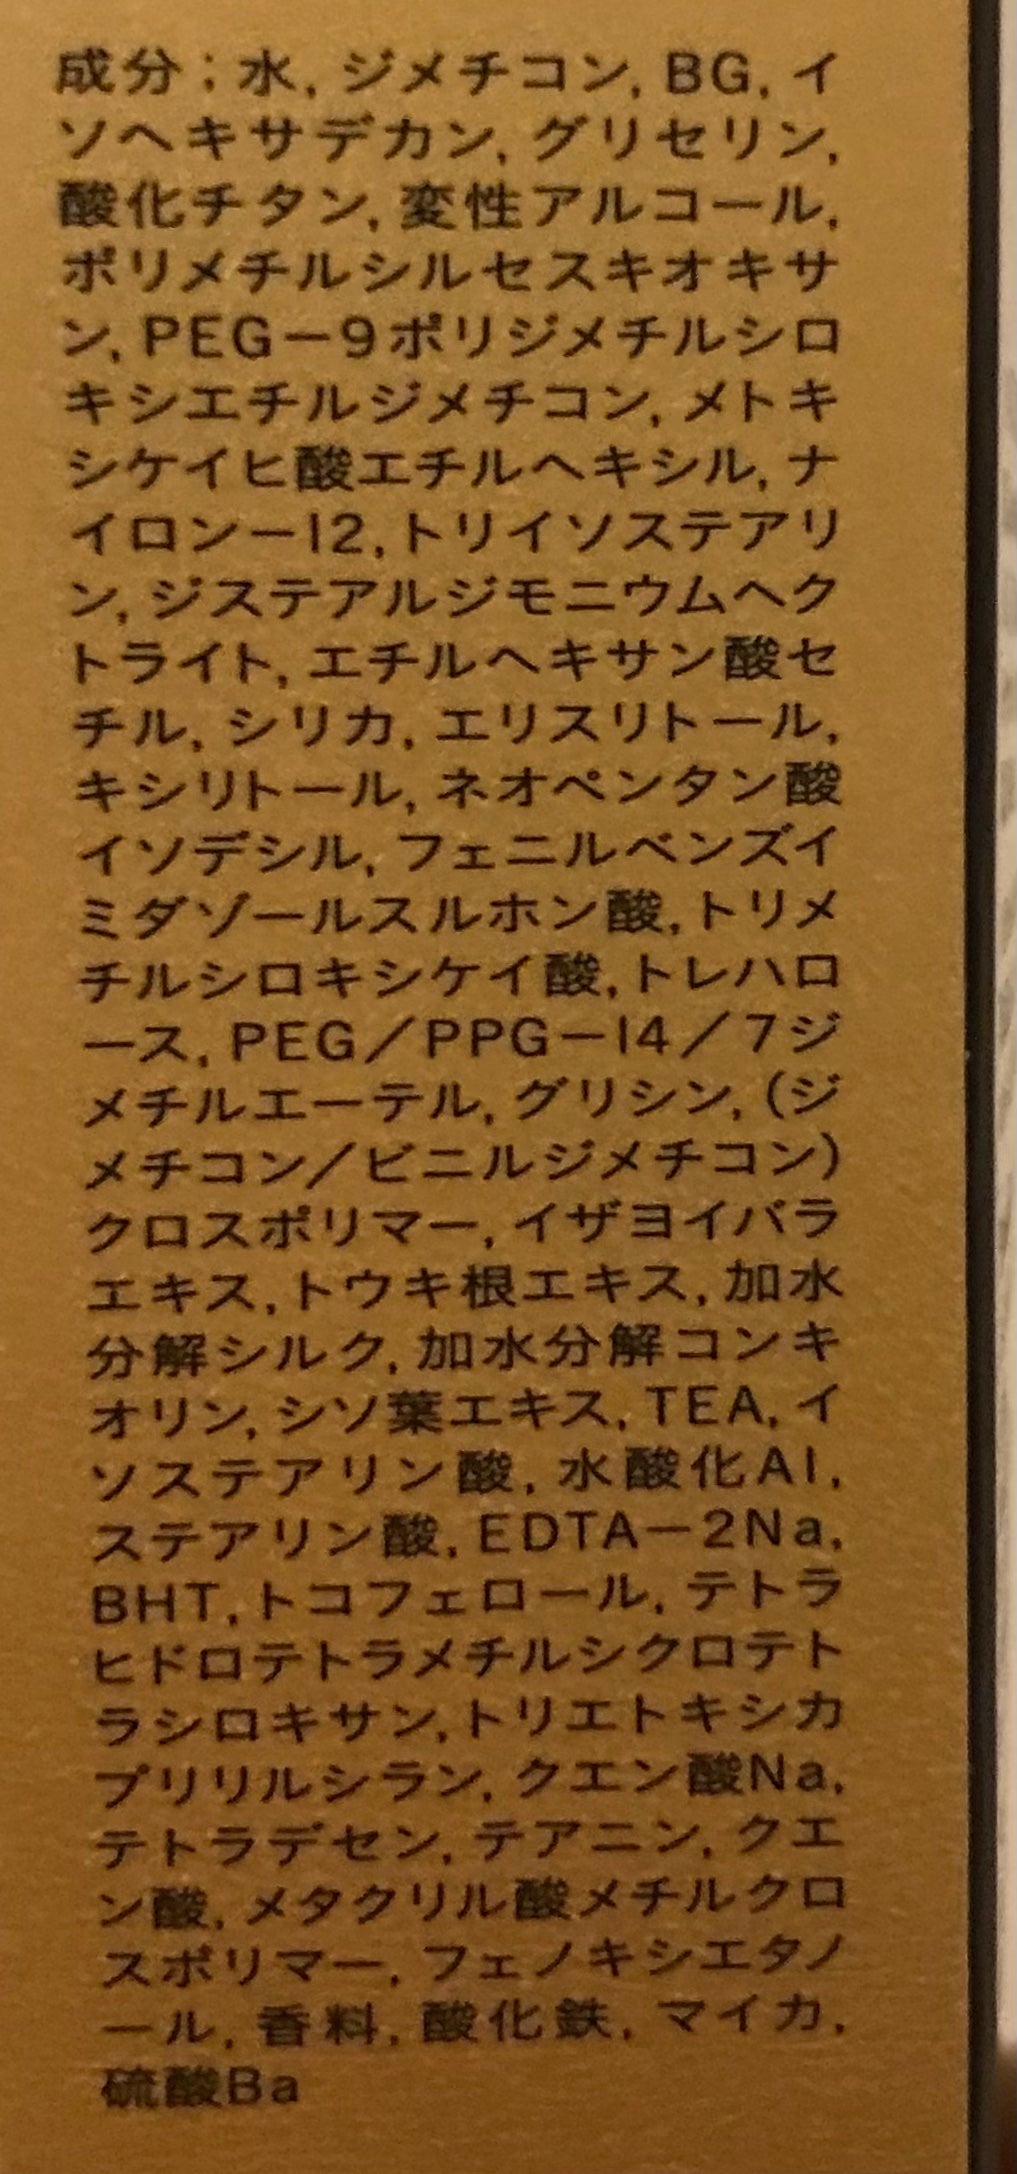 成分：水, ジメチコン, BG, イ
ソヘキサデカン, グリセリン,
酸化チタン, 変性アルコール,
ポリメチルシルセスキオキサ
ン, PEG－9ポリジメチルシロ
キシエチルジメチコン, メトキ
シケイヒ酸エチルヘキシル, ナ
イロン－12, トリイソステアリ
ン, ジステアルジモニウムヘク
トライト, エチルヘキサン酸セ
チル, シリカ, エリスリトール,
キシリトール, ネオペンタン酸
イソデシル, フェニルベンズイ
ミダゾールスルホン酸, トリメ
チルシロキシケイ酸, トレハロ
ース, PEG／PPG－14／7ジ
メチルエーテル, グリシン, (ジ
メチコン/ビニルジメチコン)
クロスポリマー, イザヨイバラ
エキス, トウキ根エキス, 加水
分解シルク, 加水分解コンキ
オリン, シソ葉エキス, TEA, イ
ソステアリン酸, 水酸化Al,
ステアリン酸, EDTA－2Na,
BHT, トコフェロール, テトラ
ヒドロテトラメチルシクロテト
ラシロキサン, トリエトキシカ
プリリルシラン, クエン酸Na,
テトラデセン, テアニン, クエ
ン酸, メタクリル酸メチルクロ
スポリマー, フェノキシエタノ
ール, 香料, 酸化鉄, マイカ,
硫酸Ba